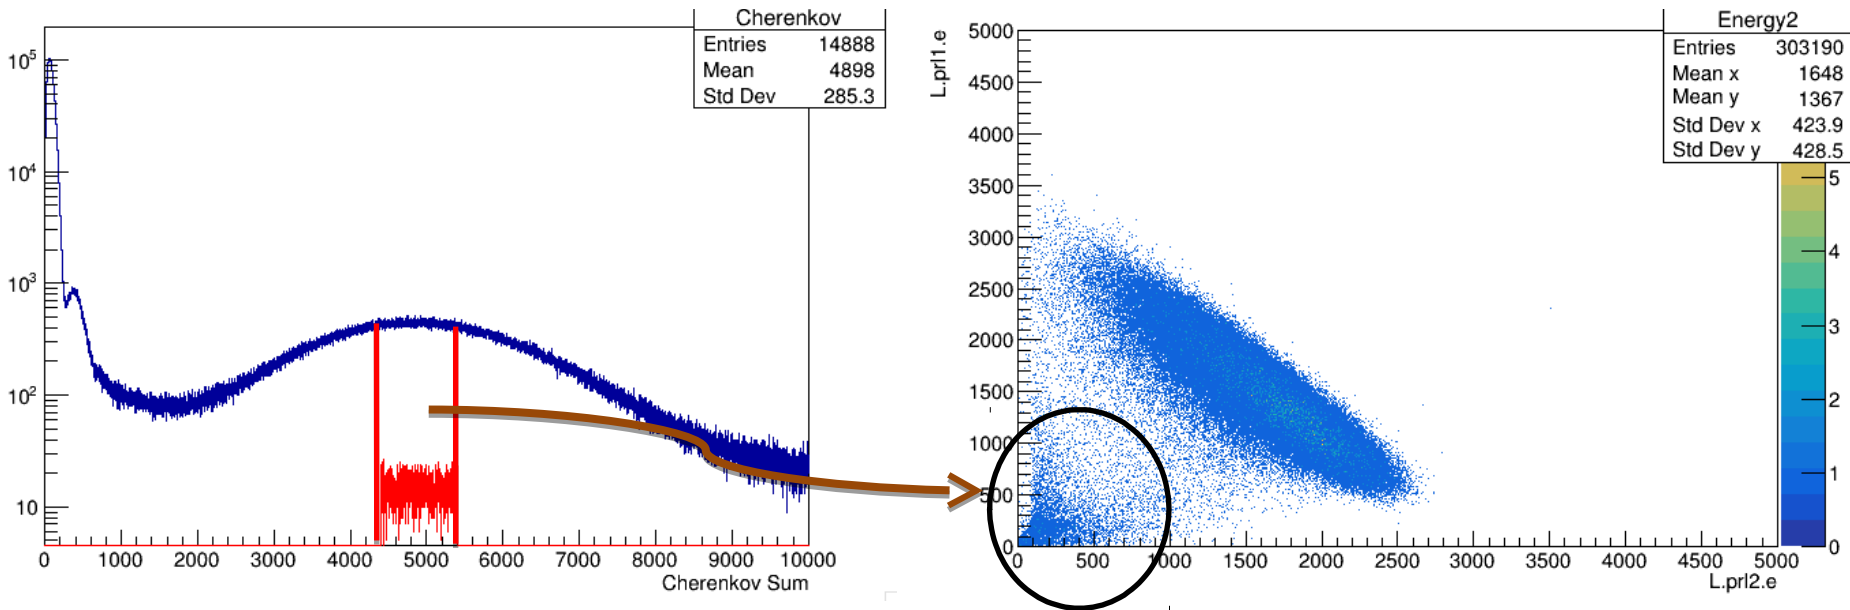 Cherenkov
Entries 14888
Mean 4898
Std Dev 285.3
10^5
10^4
10^3
10^2
10
0 1000 2000 3000 4000 5000 6000 7000 8000 9000 10000
Cherenkov Sum
Energy2
Entries 303190
Mean x 1648
Mean y 1367
Std Dev x 423.9
Std Dev y 428.5
L.prl1.e
5000
4500
4000
3500
3000
2500
2000
1500
1000
500
0
0 500 1000 1500 2000 2500 3000 3500 4000 4500 5000
L.prl2.e
5
4
3
2
1
0